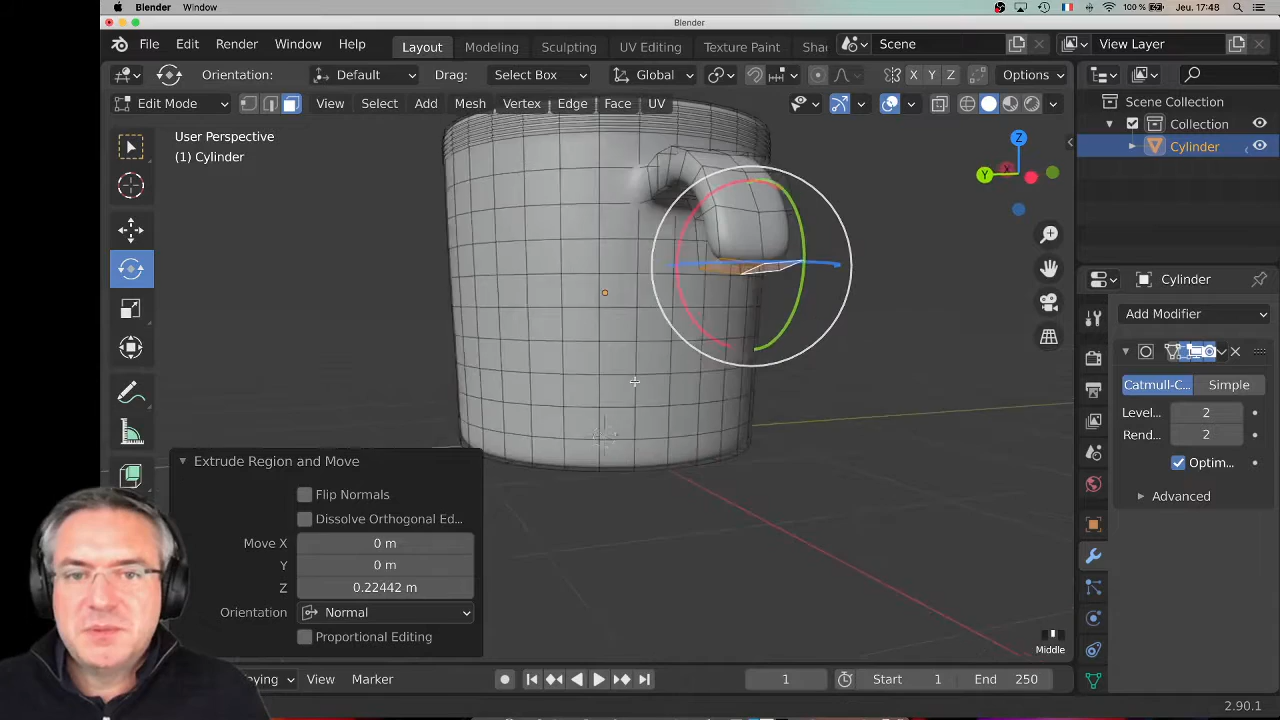 Blender Window 100 % Jeu. 17:48
Blender
File Edit Render Window Help Layout Modeling Sculpting UV Editing Texture Paint Sha Scene View Layer
Orientation: Default Drag: Select Box Global X Y Z Options
Edit Mode View Select Add Mesh Vertex Edge Face UV
User Perspective
(1) Cylinder
Z
Y
X
Scene Collection
Collection
Cylinder
Cylinder
Add Modifier
Catmull-C... Simple
Level... 2
Rend... 2
Optim...
Advanced
Extrude Region and Move
Flip Normals
Dissolve Orthogonal Ed...
Move X 0 m
Y 0 m
Z 0.22442 m
Orientation Normal
Proportional Editing
Middle
ying View Marker 1 Start 1 End 250
2.90.1